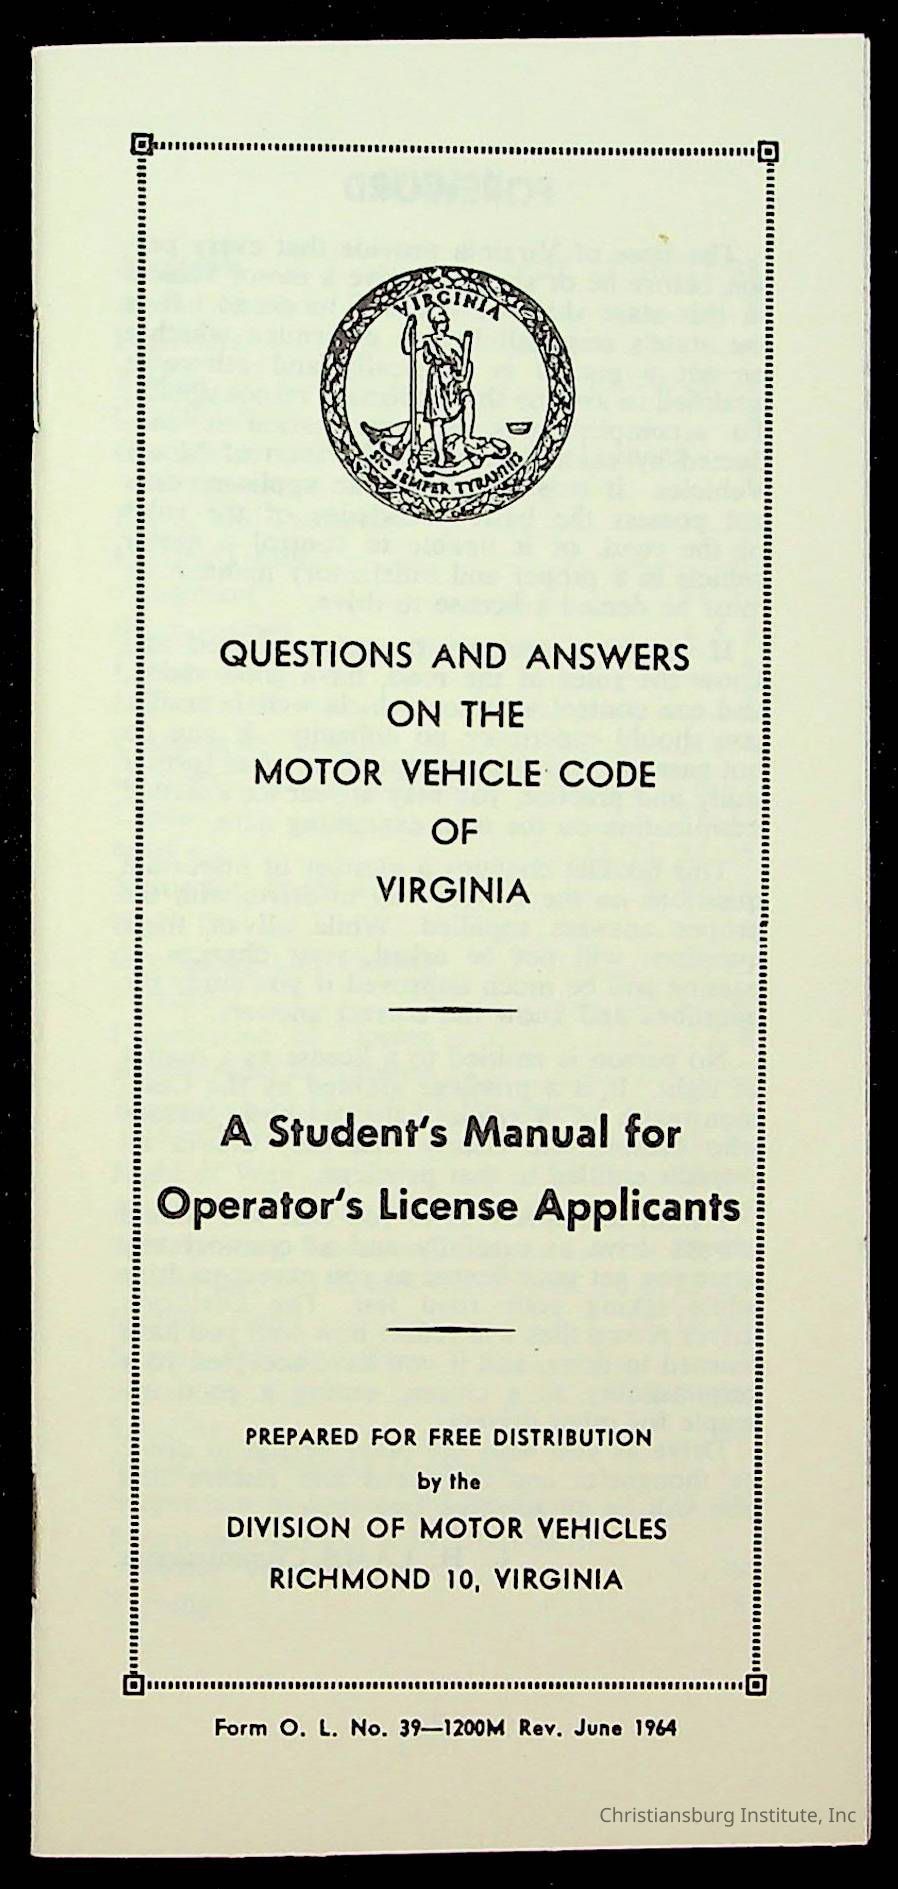 VIRGINIA
SIC SEMPER TYRANNIS
QUESTIONS AND ANSWERS
ON THE
MOTOR VEHICLE CODE
OF
VIRGINIA
A Student's Manual for
Operator's License Applicants
PREPARED FOR FREE DISTRIBUTION
by the
DIVISION OF MOTOR VEHICLES
RICHMOND 10, VIRGINIA
Form O. L. No. 39—1200M Rev. June 1964
Christiansburg Institute, Inc